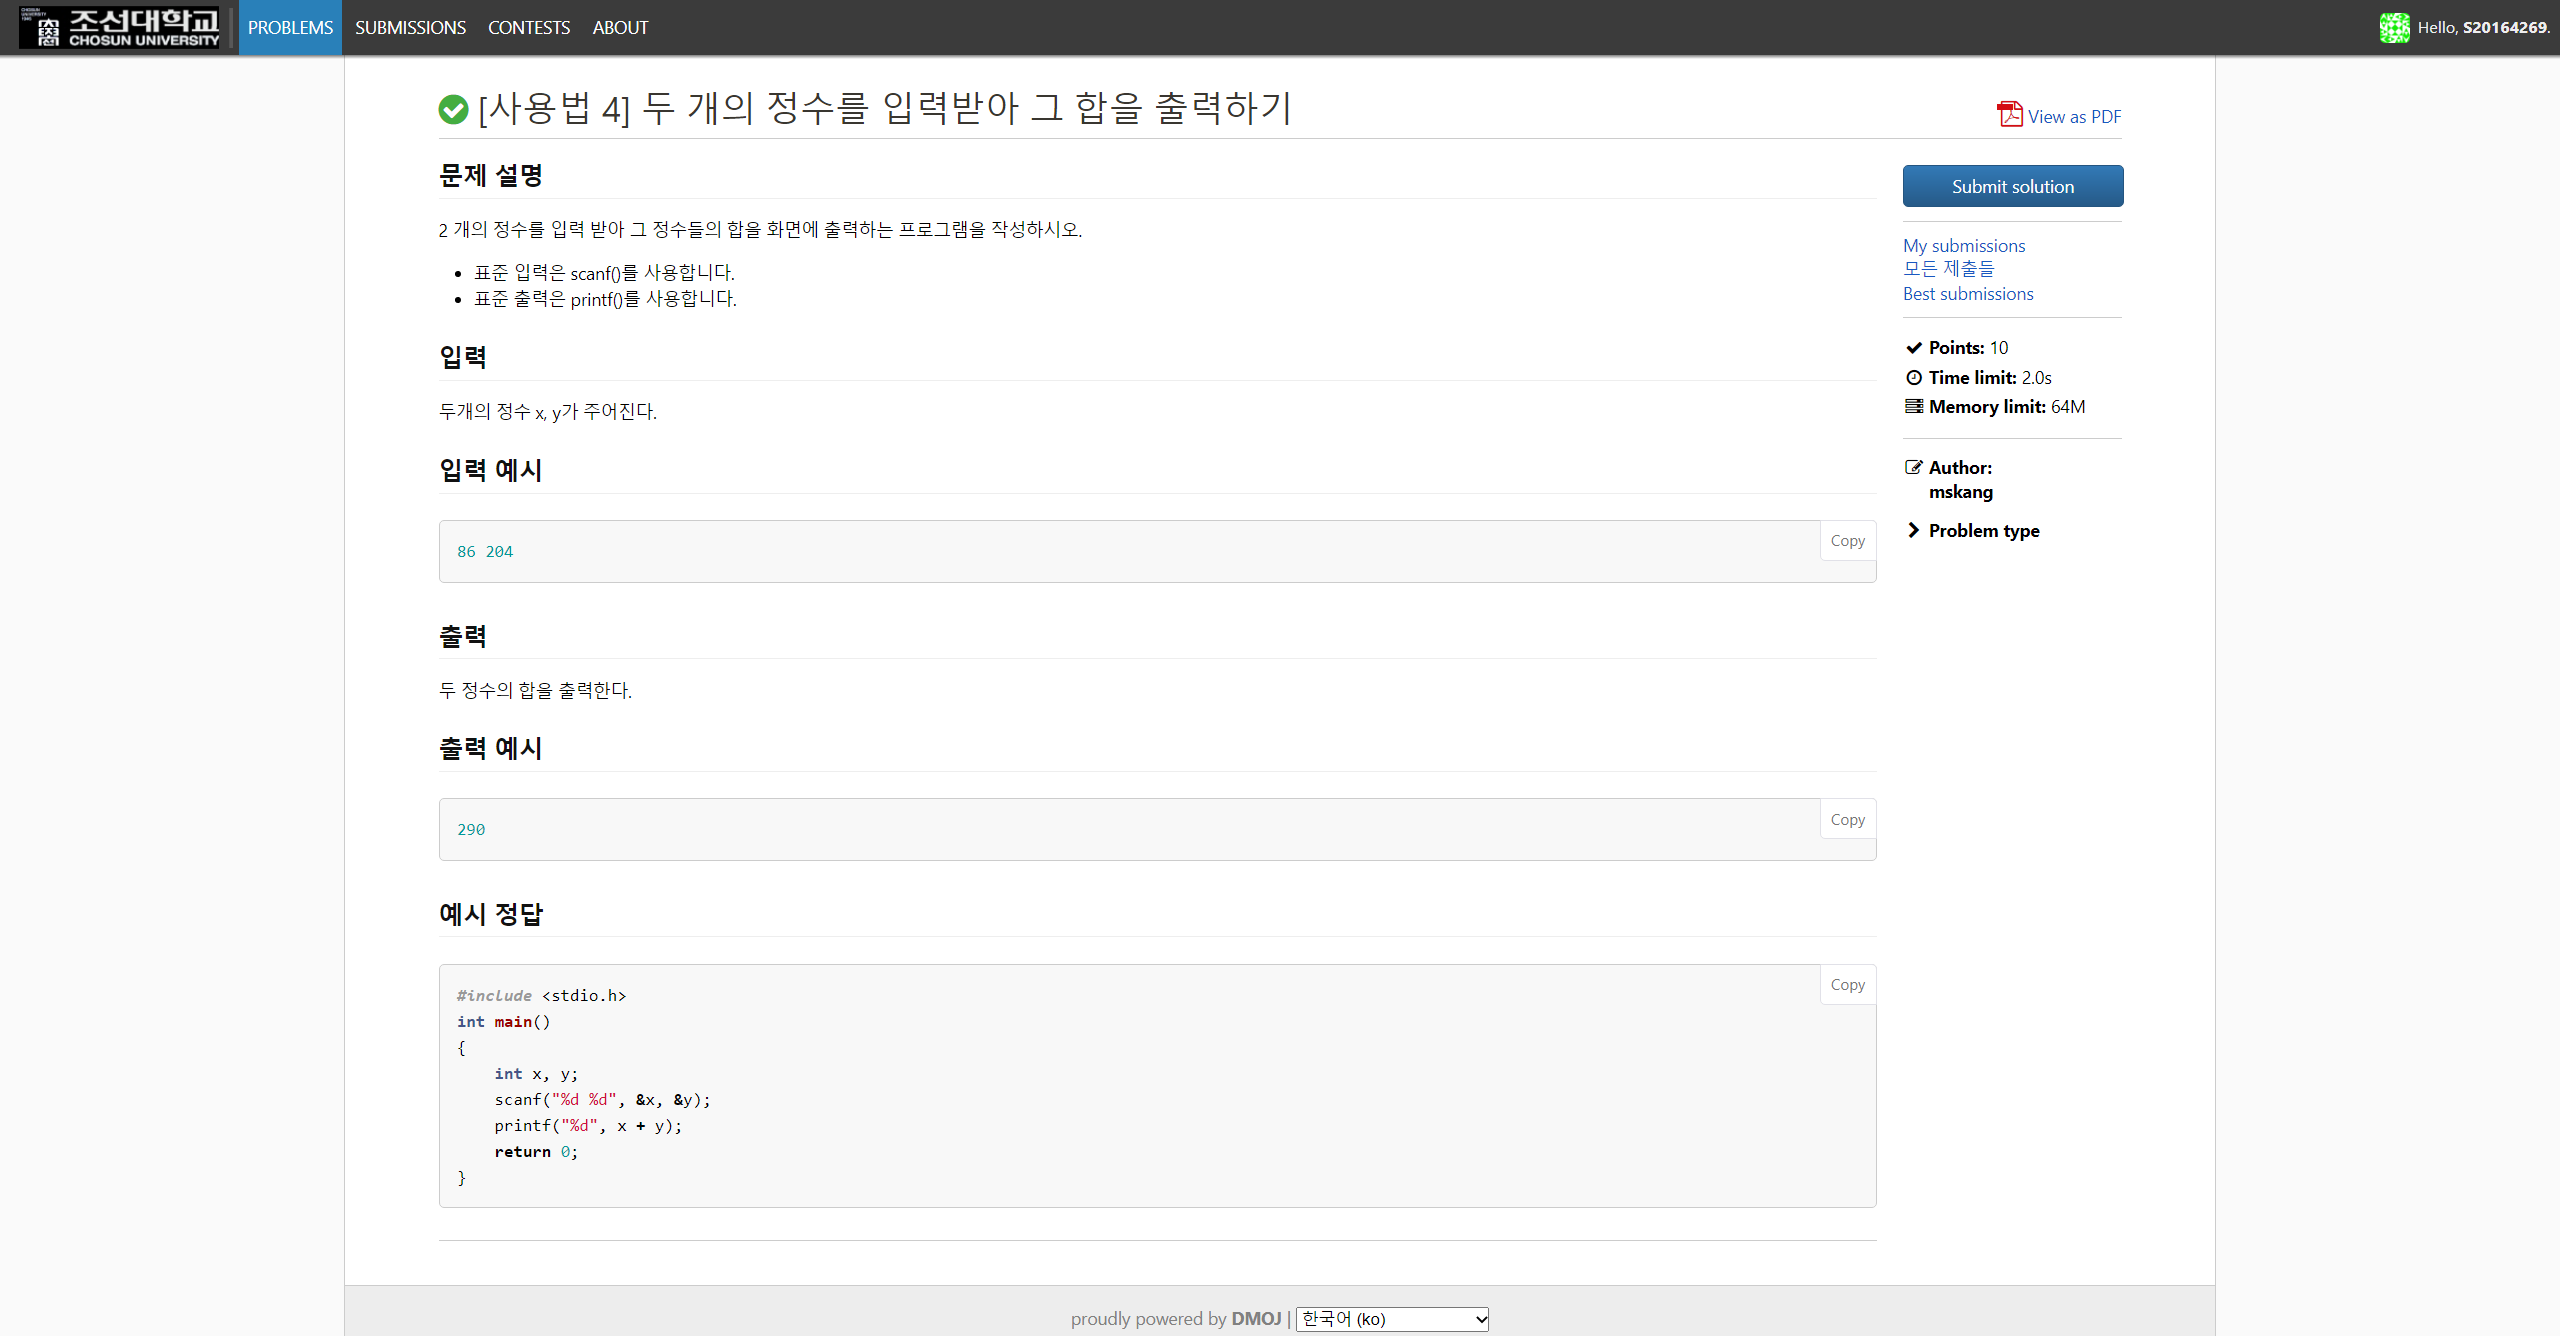 조선대학교
CHOSUN UNIVERSITY
PROBLEMS SUBMISSIONS CONTESTS ABOUT
Hello, S20164269.
[사용법 4] 두 개의 정수를 입력받아 그 합을 출력하기
View as PDF
문제 설명
2 개의 정수를 입력 받아 그 정수들의 합을 화면에 출력하는 프로그램을 작성하시오.
표준 입력은 scanf()를 사용합니다.
표준 출력은 printf()를 사용합니다.
입력
두개의 정수 x, y가 주어진다.
입력 예시
Copy
86 204
출력
두 정수의 합을 출력한다.
출력 예시
Copy
290
예시 정답
Copy
#include <stdio.h>
int main()
{
    int x, y;
    scanf("%d %d", &x, &y);
    printf("%d", x + y);
    return 0;
}
Submit solution
My submissions
모든 제출들
Best submissions
Points: 10
Time limit: 2.0s
Memory limit: 64M
Author:
mskang
Problem type
proudly powered by DMOJ | 한국어 (ko)